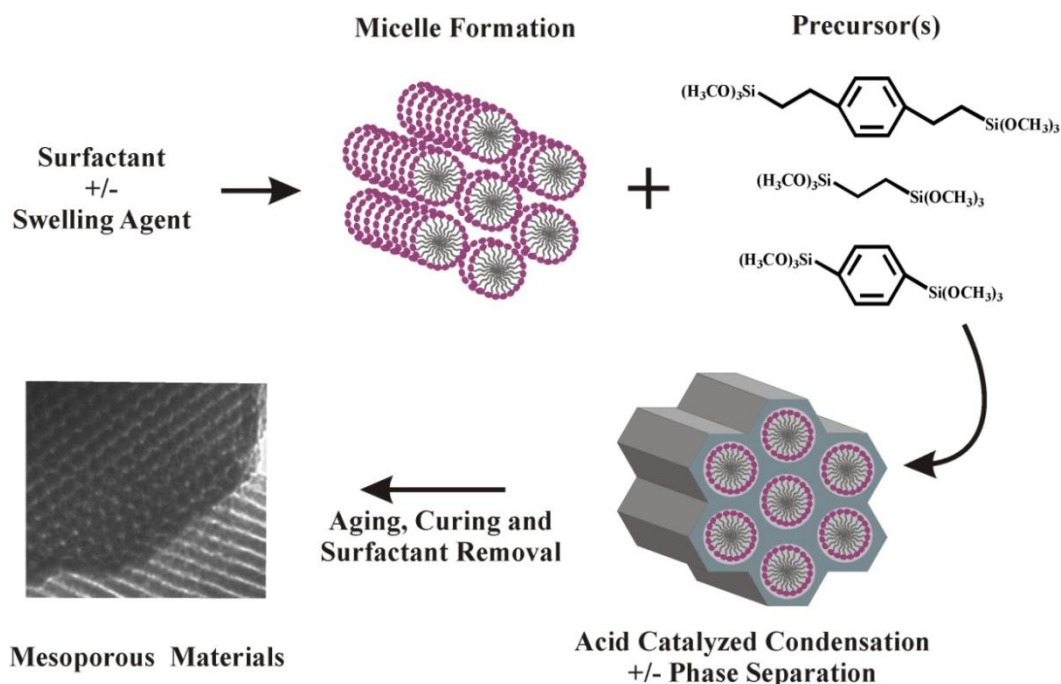 Micelle Formation
Precursor(s)
Surfactant
+/-
Swelling Agent
+
(H₃CO)₃Si
Si(OCH₃)₃
(H₃CO)₃Si
Si(OCH₃)₃
(H₃CO)₃Si
Si(OCH₃)₃
Aging, Curing and
Surfactant Removal
Mesoporous Materials
Acid Catalyzed Condensation
+/- Phase Separation